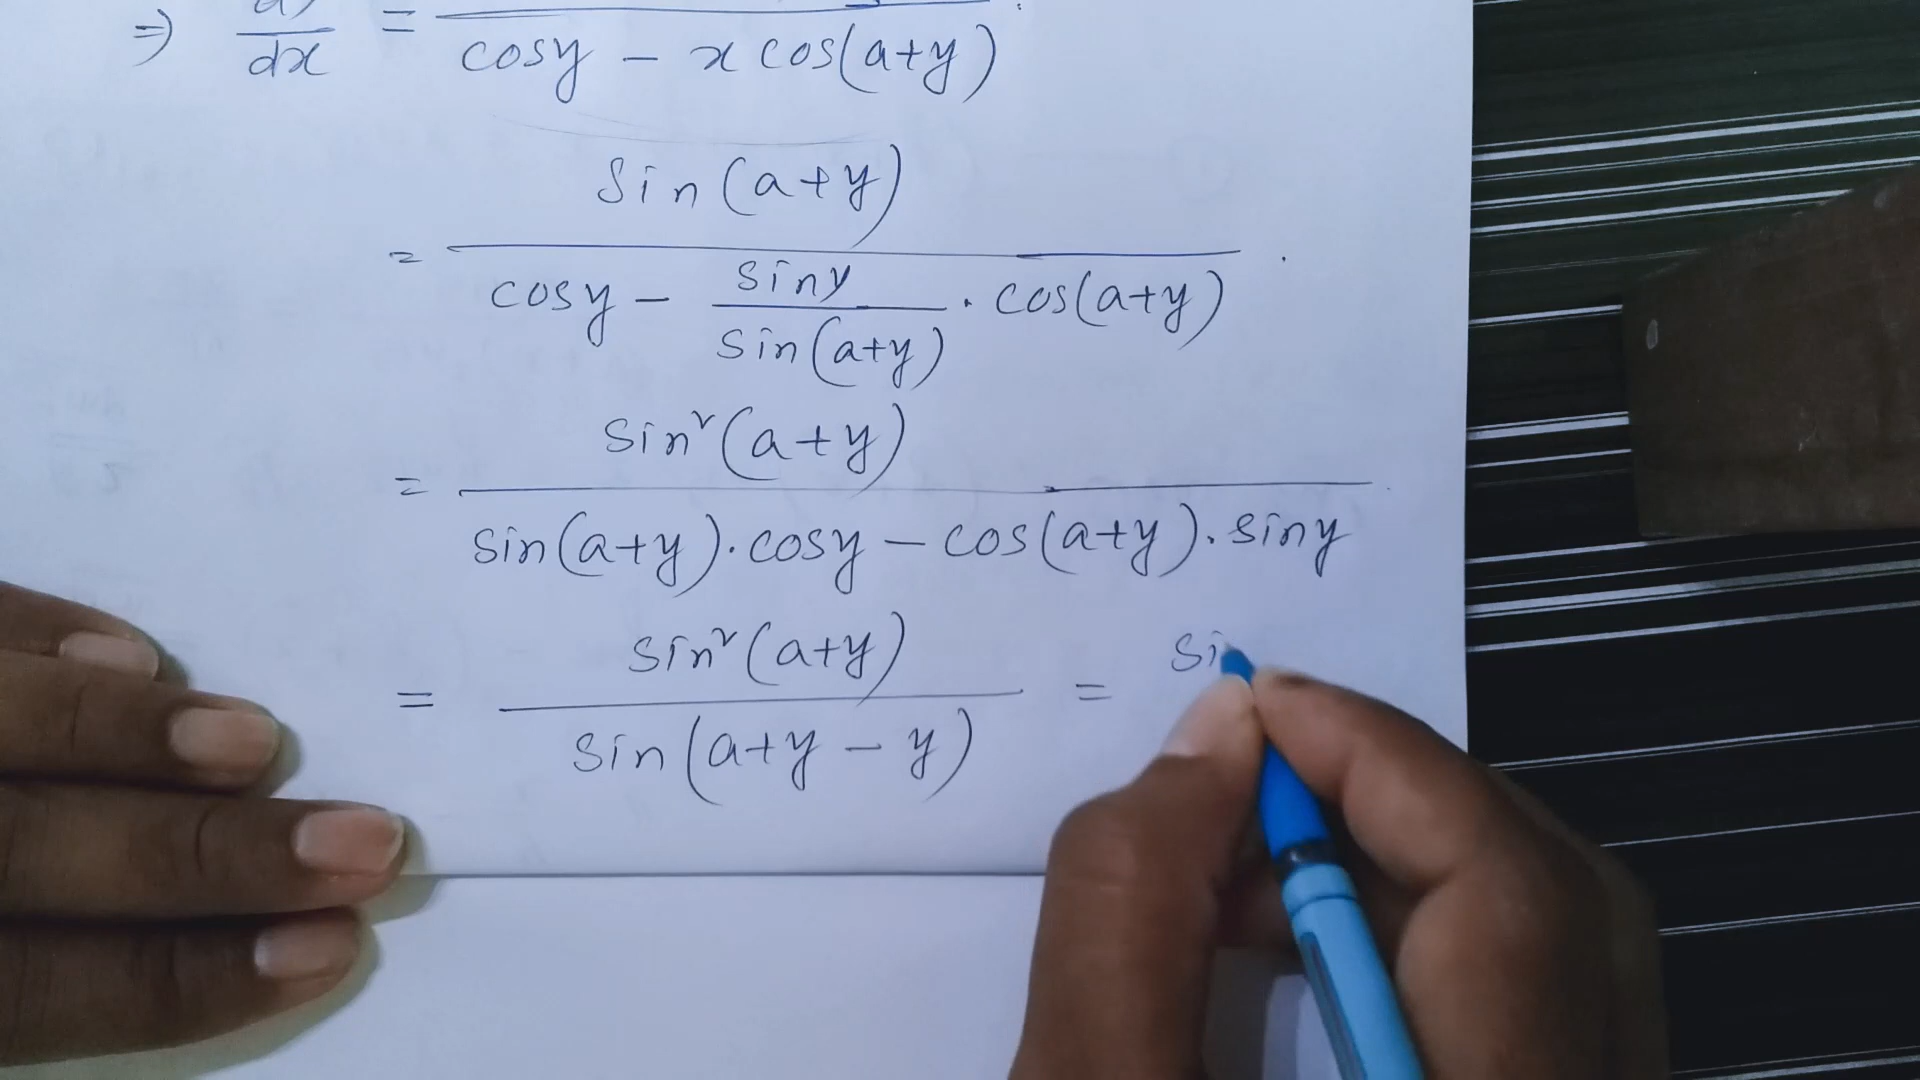 ⇒ dy/dx = / cosy - x cos(a+y)
= sin(a+y) / cosy - siny/sin(a+y) . cos(a+y)
= sin²(a+y) / sin(a+y).cosy - cos(a+y).siny
= sin²(a+y) / sin(a+y-y) = si